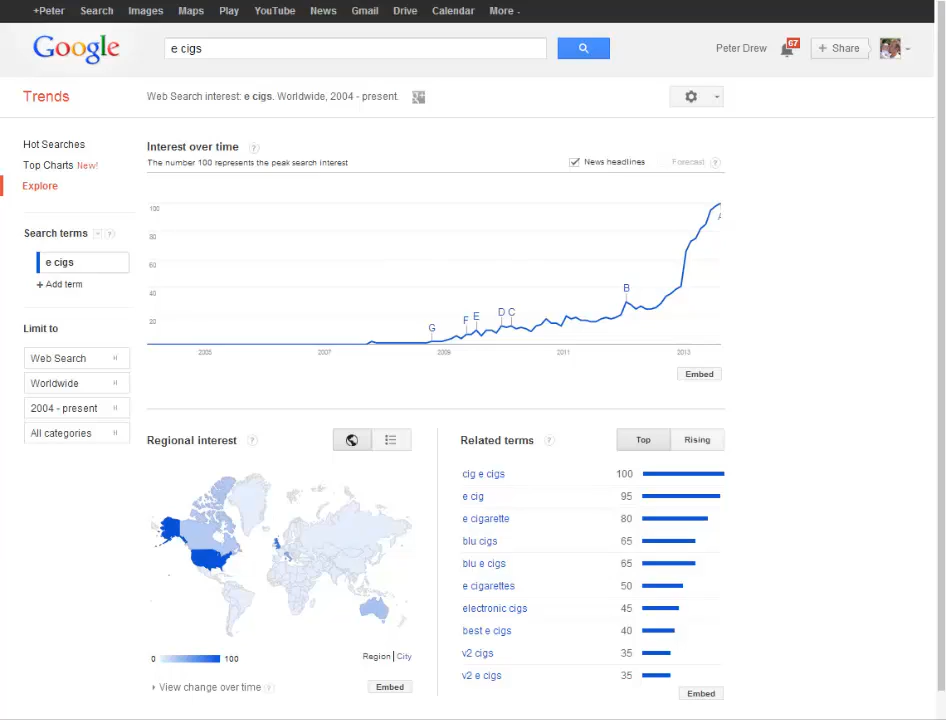 +Peter Search Images Maps Play YouTube News Gmail Drive Calendar More
Google
e cigs
Peter Drew
67
+ Share
Trends
Web Search interest: e cigs. Worldwide, 2004 - present.
Hot Searches
Top Charts New!
Explore
Search terms ?
e cigs
+ Add term
Limit to
Web Search
Worldwide
2004 - present
All categories
Interest over time ?
The number 100 represents the peak search interest
News headlines
Forecast ?
100
80
60
40
20
G F E D C B A
2005 2007 2009 2011 2013
Embed
Regional interest ?
0 100
Region | City
View change over time ?
Embed
Related terms ?
Top Rising
cig e cigs 100
e cig 95
e cigarette 80
blu cigs 65
blu e cigs 65
e cigarettes 50
electronic cigs 45
best e cigs 40
v2 cigs 35
v2 e cigs 35
Embed